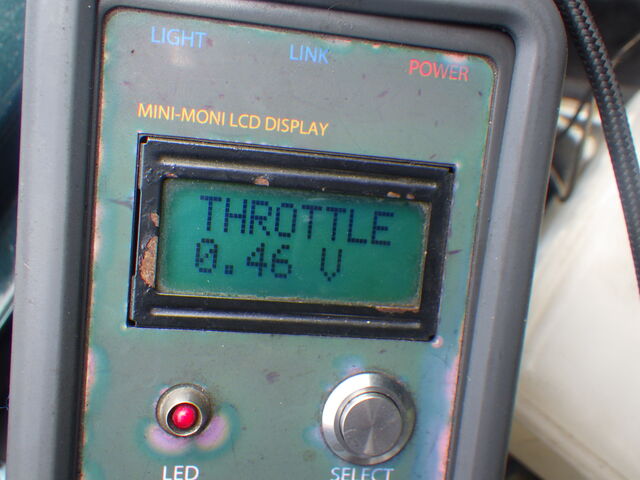 LIGHT LINK POWER
MINI-MONI LCD DISPLAY
THROTTLE
0.46 V
LED SELECT